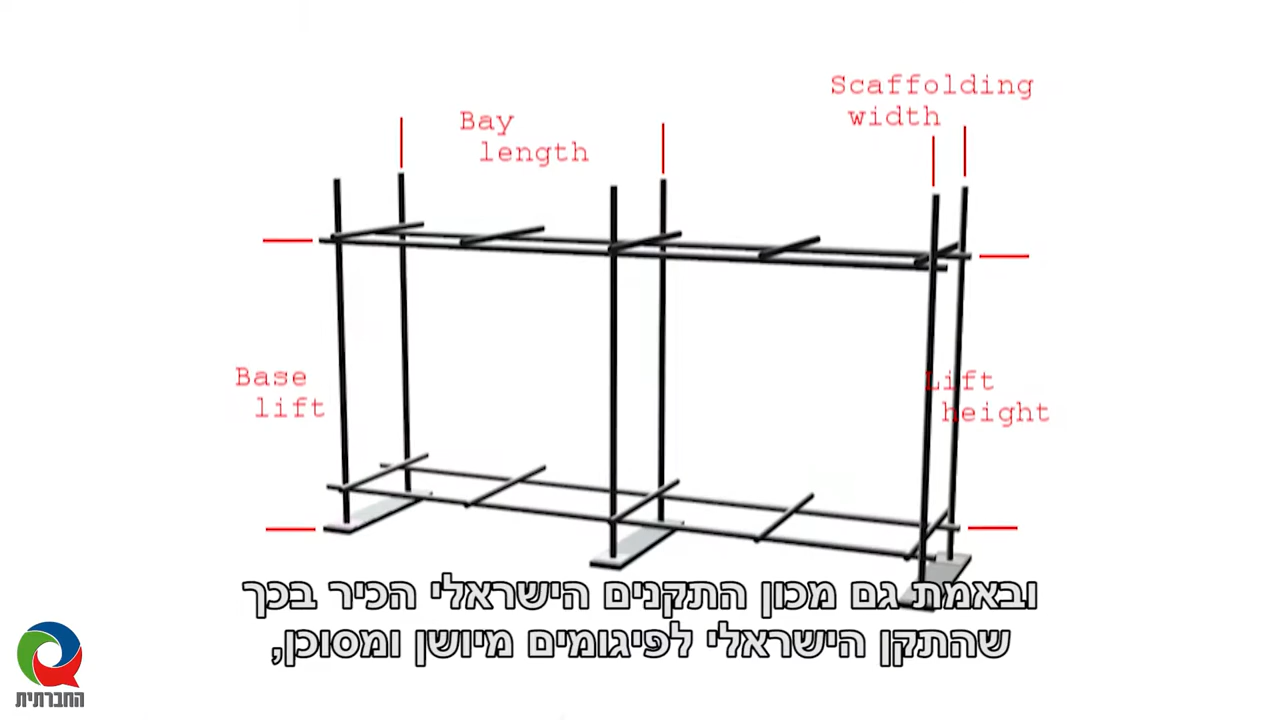 Scaffolding
width
Bay
length
Base
lift
Lift
height
ובאמת גם מכון התקנים הישראלי הכיר בכך
שהתקן הישראלי לפיגומים מיושן ומסוכן,
החברתית